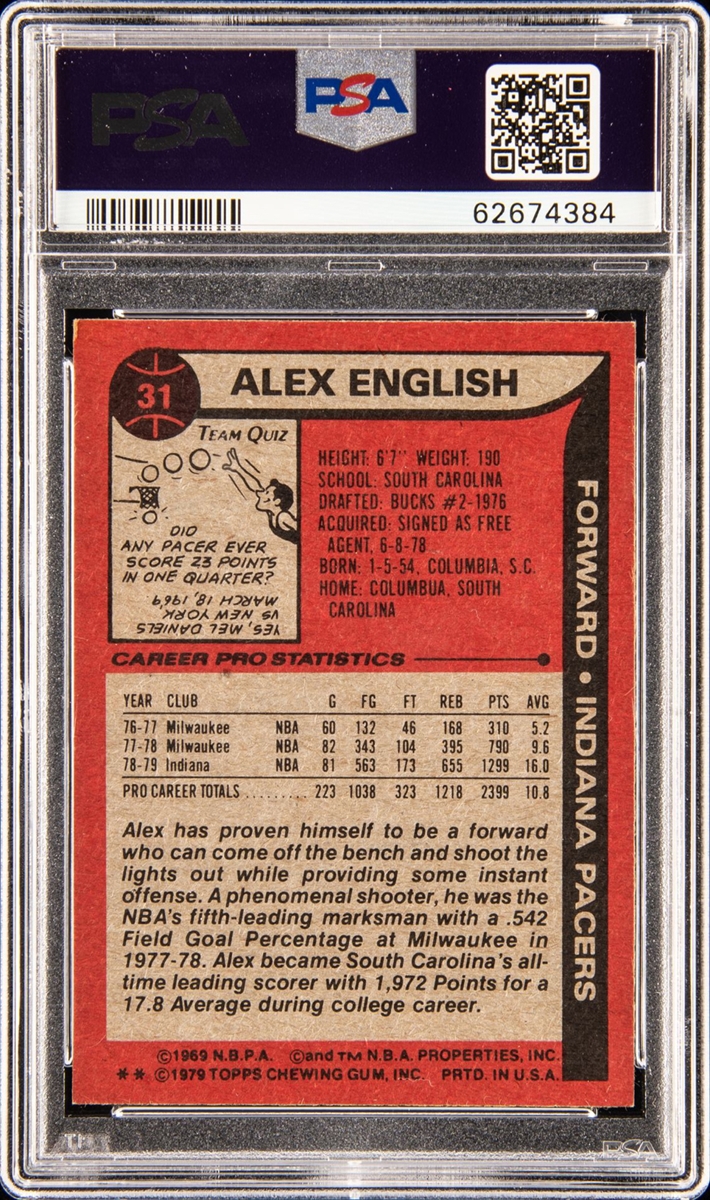 PSA
PSA
62674384
31
ALEX ENGLISH
TEAM QUIZ
DID
ANY PACER EVER
SCORE 23 POINTS
IN ONE QUARTER?
YES, MEL DANIELS
VS NEW YORK
MARCH 18, 1969
HEIGHT: 6'7" WEIGHT: 190
SCHOOL: SOUTH CAROLINA
DRAFTED: BUCKS #2-1976
ACQUIRED: SIGNED AS FREE
AGENT, 6-8-78
BORN: 1-5-54, COLUMBIA, S.C.
HOME: COLUMBUA, SOUTH
CAROLINA
FORWARD • INDIANA PACERS
CAREER PRO STATISTICS
YEAR CLUB G FG FT REB PTS AVG
76-77 Milwaukee NBA 60 132 46 168 310 5.2
77-78 Milwaukee NBA 82 343 104 395 790 9.6
78-79 Indiana NBA 81 563 173 655 1299 16.0
PRO CAREER TOTALS ......... 223 1038 323 1218 2399 10.8
Alex has proven himself to be a forward
who can come off the bench and shoot the
lights out while providing some instant
offense. A phenomenal shooter, he was the
NBA's fifth-leading marksman with a .542
Field Goal Percentage at Milwaukee in
1977-78. Alex became South Carolina's all-
time leading scorer with 1,972 Points for a
17.8 Average during college career.
©1969 N.B.P.A. ©and TM N.B.A. PROPERTIES, INC.
** ©1979 TOPPS CHEWING GUM, INC. PRTD. IN U.S.A.
PSA